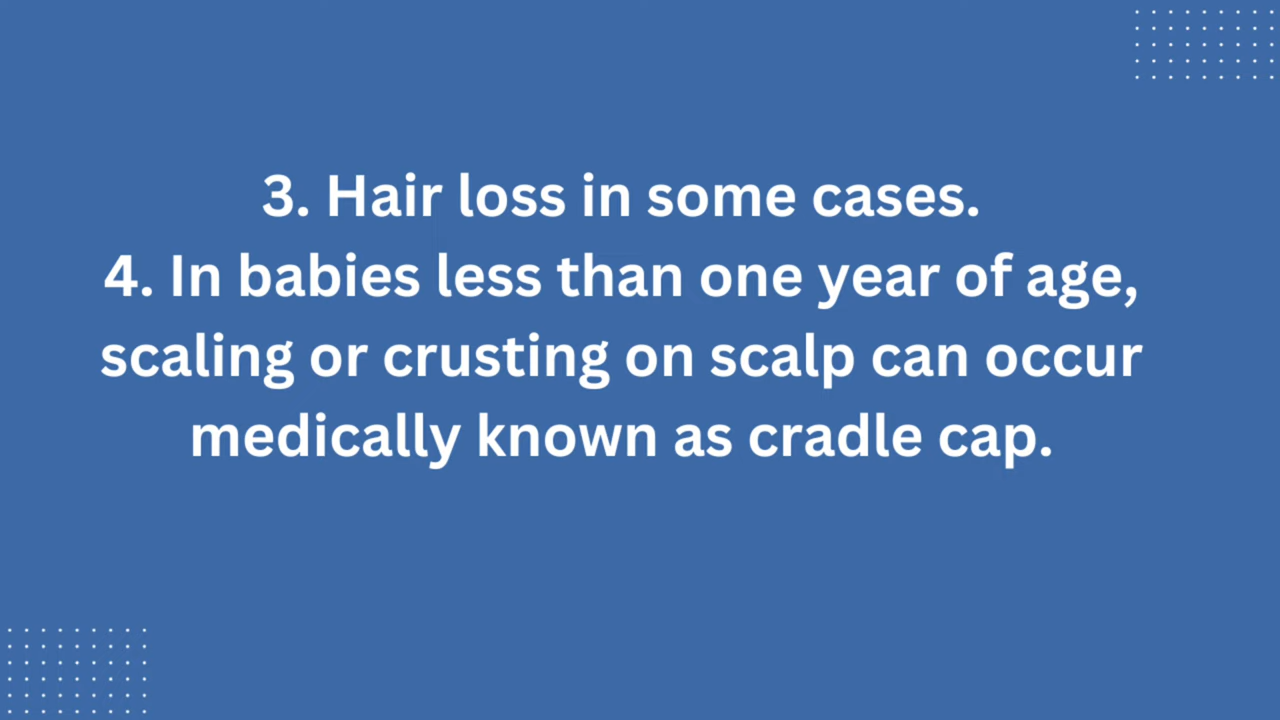 3. Hair loss in some cases.
4. In babies less than one year of age,
scaling or crusting on scalp can occur
medically known as cradle cap.